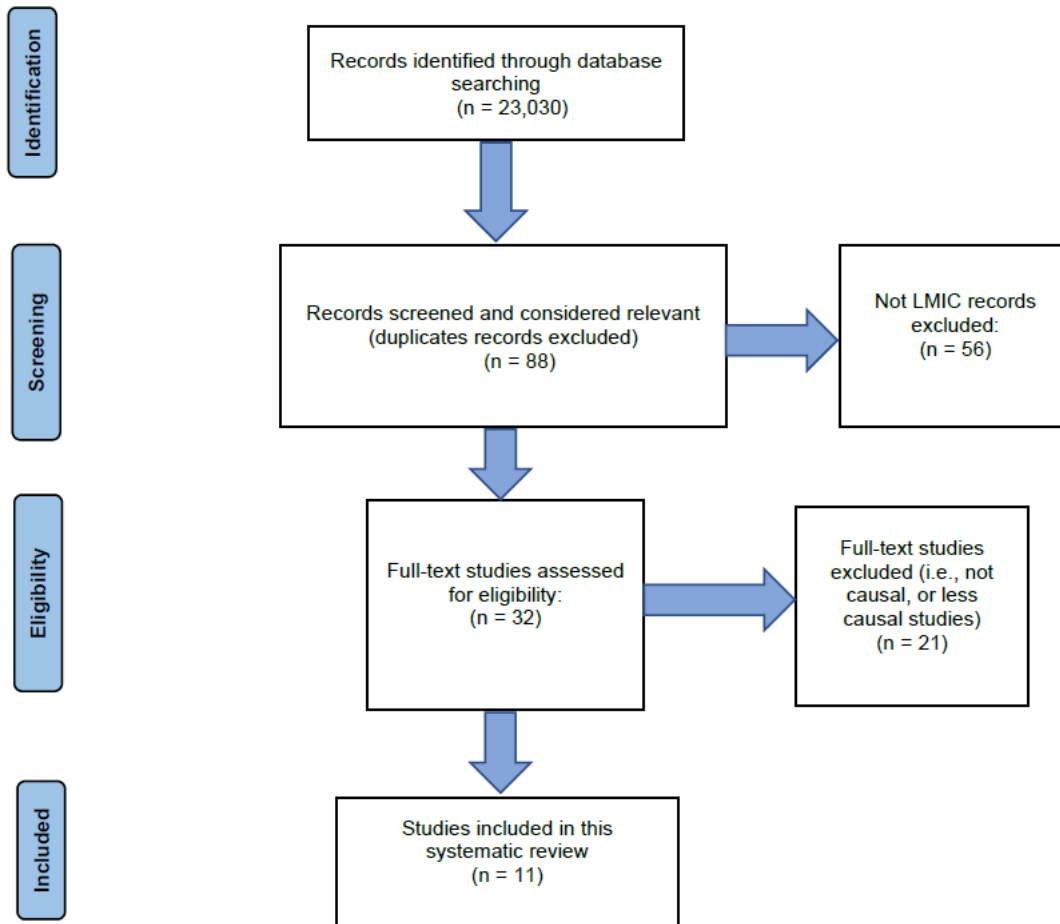 Identification
Records identified through database
searching
(n = 23,030)
Screening
Records screened and considered relevant
(duplicates records excluded)
(n = 88)
Not LMIC records
excluded:
(n = 56)
Eligibility
Full-text studies assessed
for eligibility:
(n = 32)
Full-text studies
excluded (i.e., not
causal, or less
causal studies)
(n = 21)
Included
Studies included in this
systematic review
(n = 11)